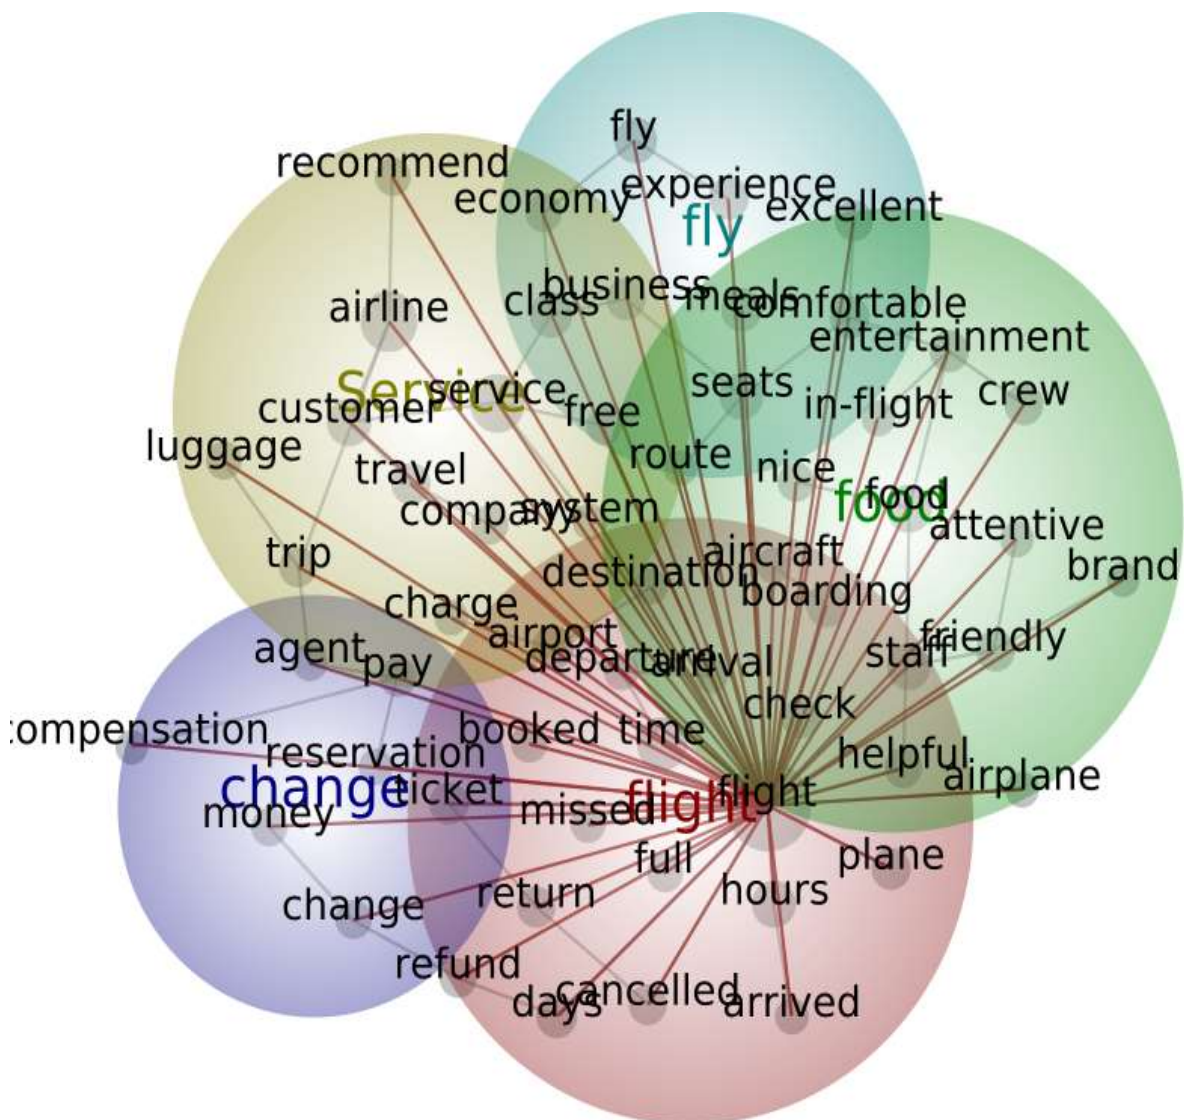 fly
recommend
experience
economy
excellent
fly
business
meals
class
comfortable
airline
entertainment
seats
Service
service
crew
customer
free
in-flight
luggage
route
travel
nice
food
food
company
system
attentive
trip
aircraft
destination
brand
boarding
charge
airport
agent
pay
departure
arrival
staff
friendly
check
ompensation
booked
time
reservation
helpful
change
ticket
airplane
money
missed
flight
flight
full
plane
change
return
hours
refund
days
cancelled
arrived